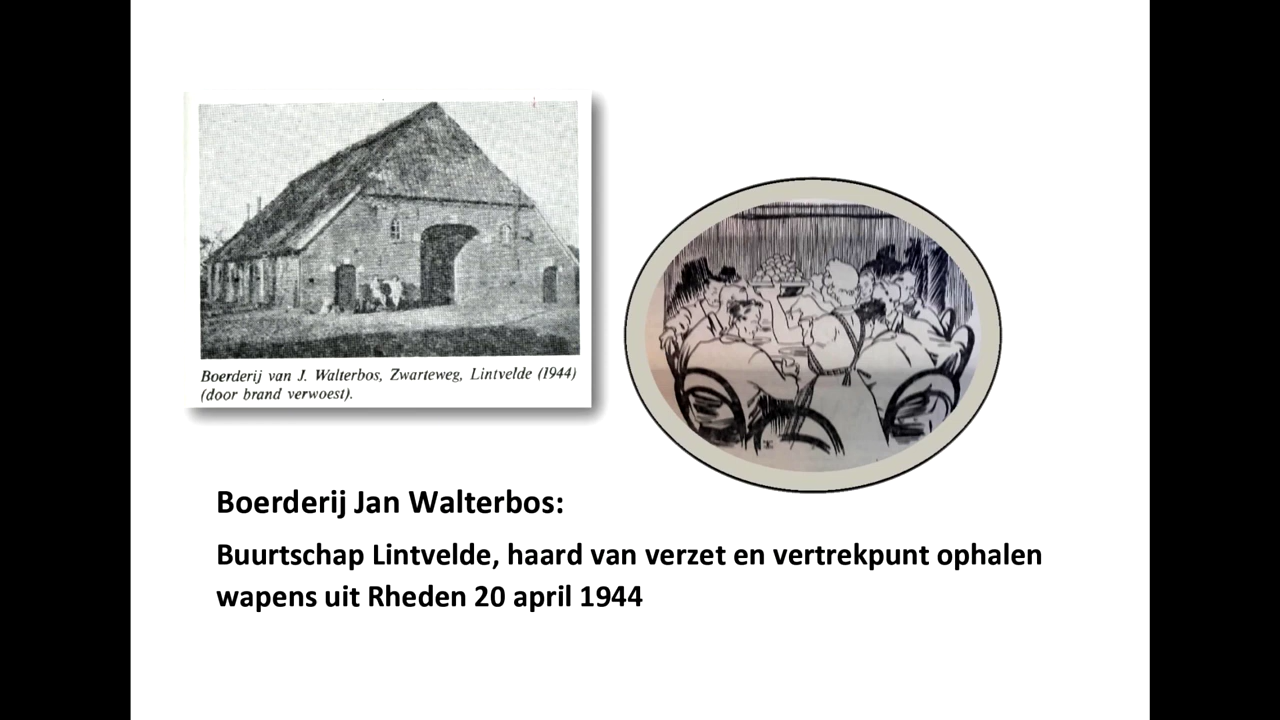 Boerderij van J. Walterbos, Zwarteweg, Lintvelde (1944)
(door brand verwoest).
Boerderij Jan Walterbos:
Buurtschap Lintvelde, haard van verzet en vertrekpunt ophalen
wapens uit Rheden 20 april 1944